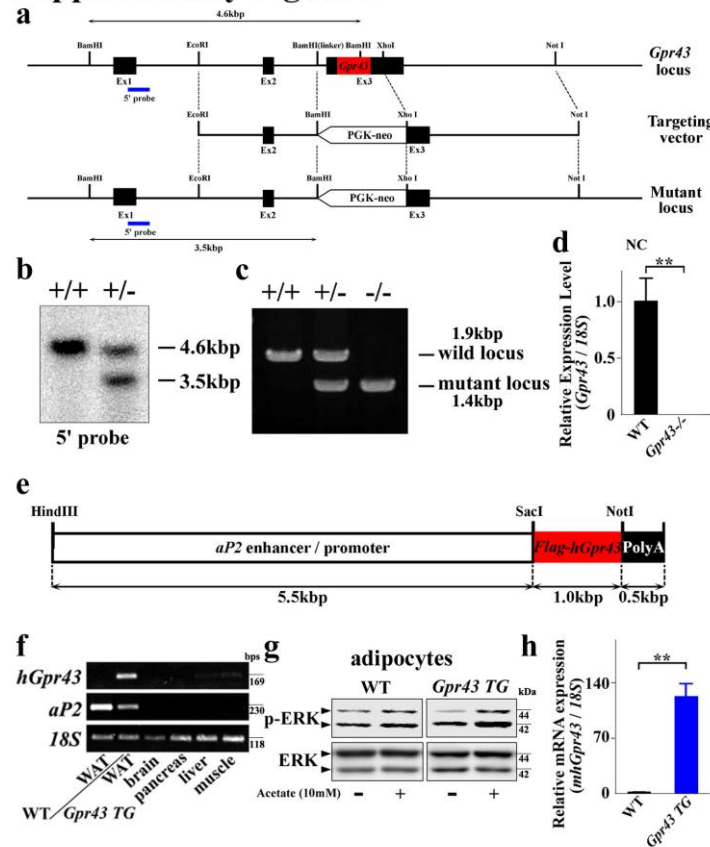 a
4.6kbp
BamHI EcoRI BamHI(linker) BamHI XhoI Not I
Gpr43
locus
Gpr43
Ex1 Ex2 Ex3
5' probe
EcoRI BamHI Xho I Not I
Targeting
vector
PGK-neo
Ex2 Ex3
BamHI EcoRI BamHI Xho I Not I
Mutant
locus
PGK-neo
Ex1 Ex2 Ex3
5' probe
3.5kbp
b
+/+ +/-
4.6kbp
3.5kbp
5' probe
c
+/+ +/- -/-
1.9kbp
wild locus
mutant locus
1.4kbp
d
NC
**
Relative Expression Level
(Gpr43 / 18S)
1.0
0.5
0
WT
Gpr43-/-
e
HindIII SacI NotI
aP2 enhancer / promoter Flag-hGpr43 PolyA
5.5kbp 1.0kbp 0.5kbp
f
bps
hGpr43 169
aP2 230
18S 118
WAT WAT brain pancreas liver muscle
WT / Gpr43 TG
g
adipocytes
WT Gpr43 TG
kDa
p-ERK 44
42
ERK 44
42
Acetate (10mM) - + - +
h
**
Relative mRNA expression
(mhGpr43 / 18S)
140
70
0
WT
Gpr43 TG